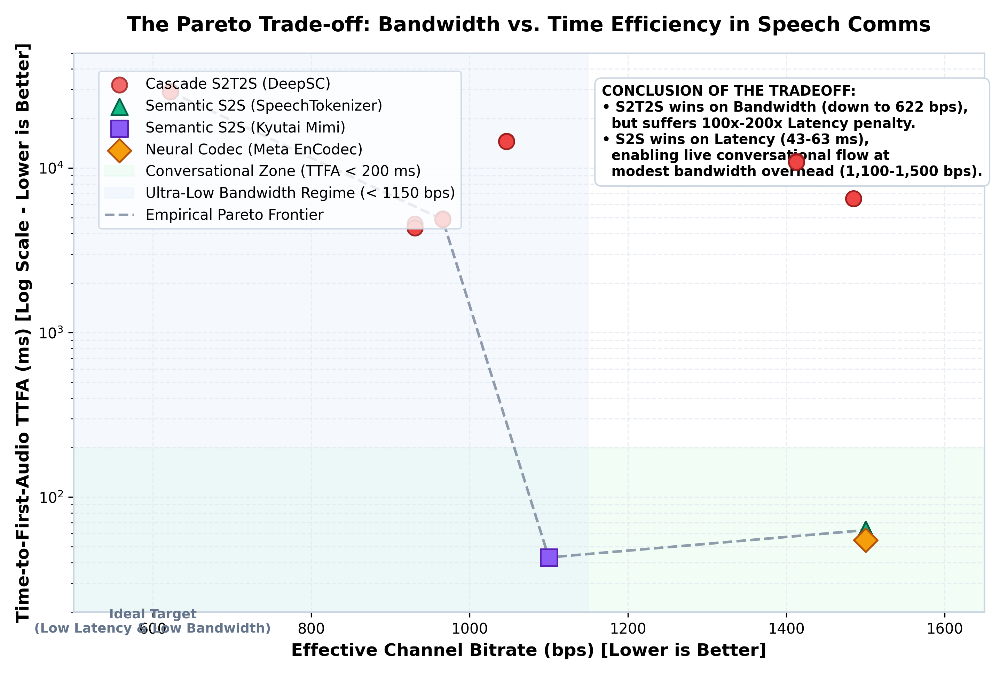 The Pareto Trade-off: Bandwidth vs. Time Efficiency in Speech Comms
Time-to-First-Audio TTFA (ms) [Log Scale - Lower is Better]
Cascade S2T2S (DeepSC)
Semantic S2S (SpeechTokenizer)
Semantic S2S (Kyutai Mimi)
Neural Codec (Meta EnCodec)
Conversational Zone (TTFA < 200 ms)
Ultra-Low Bandwidth Regime (< 1150 bps)
Empirical Pareto Frontier
CONCLUSION OF THE TRADEOFF:
• S2T2S wins on Bandwidth (down to 622 bps),
but suffers 100x-200x Latency penalty.
• S2S wins on Latency (43-63 ms),
enabling live conversational flow at
modest bandwidth overhead (1,100-1,500 bps).
10⁴
10³
10²
Ideal Target
(Low Latency & Low Bandwidth)
600
800
1000
1200
1400
1600
Effective Channel Bitrate (bps) [Lower is Better]